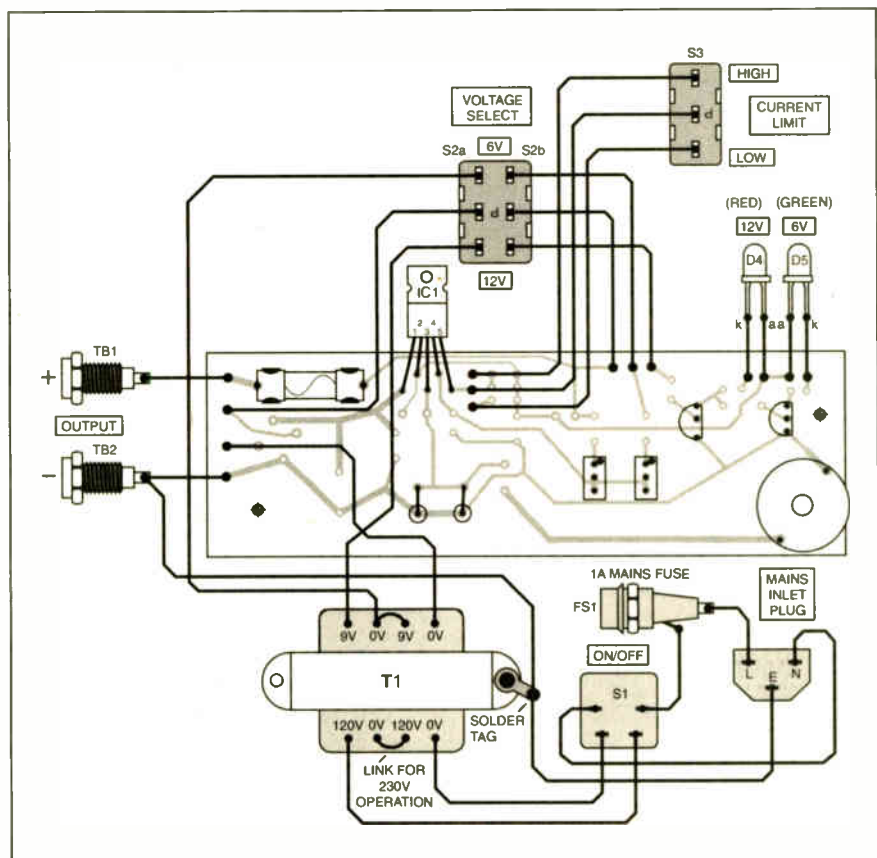 S3
HIGH
VOLTAGE
SELECT
d
CURRENT
LIMIT
S2a
6V
S2b
LOW
(RED)
(GREEN)
d
12V
6V
D4
D5
12V
IC1
k
a
a
k
1 2 3 4 5
+
TB1
OUTPUT
TB2
−
1A MAINS FUSE
FS1
MAINS
INLET
PLUG
9V 0V 9V 0V
ON/OFF
L
E
N
T1
S1
SOLDER
TAG
120V 0V 120V 0V
LINK FOR
230V
OPERATION